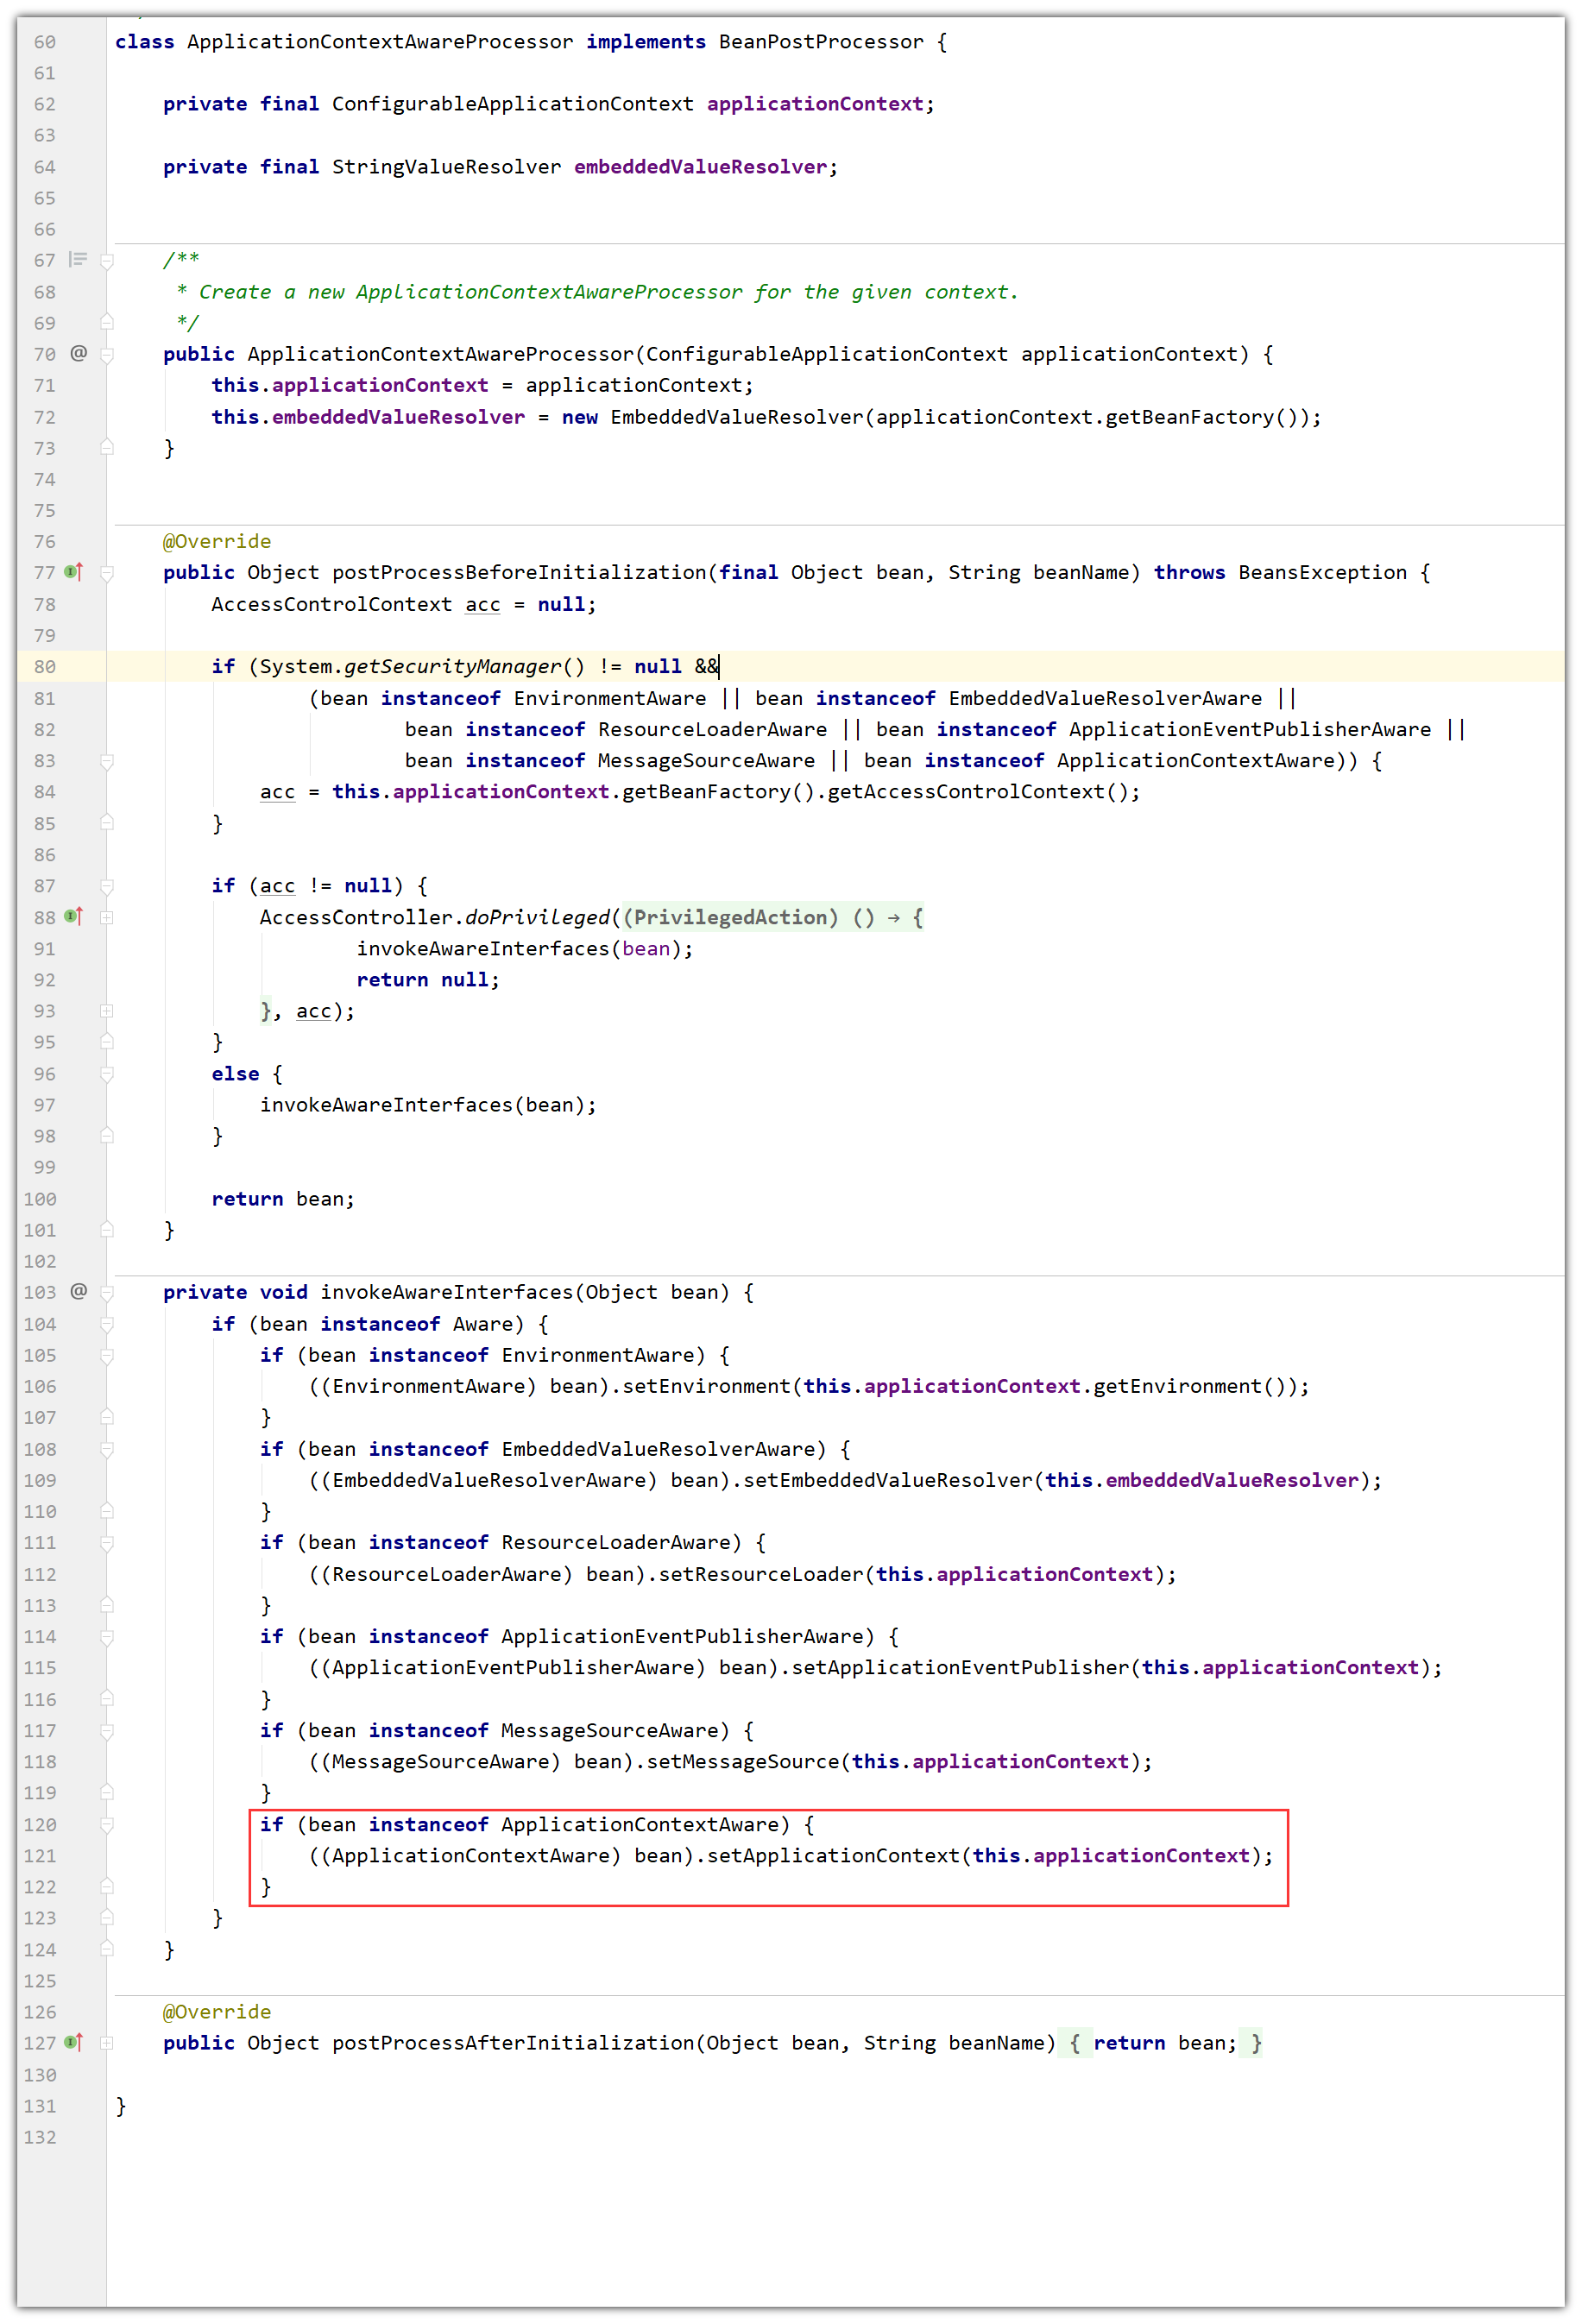 60 class ApplicationContextAwareProcessor implements BeanPostProcessor {
61
62     private final ConfigurableApplicationContext applicationContext;
63
64     private final StringValueResolver embeddedValueResolver;
65
66
67     /**
68      * Create a new ApplicationContextAwareProcessor for the given context.
69      */
70 @   public ApplicationContextAwareProcessor(ConfigurableApplicationContext applicationContext) {
71         this.applicationContext = applicationContext;
72         this.embeddedValueResolver = new EmbeddedValueResolver(applicationContext.getBeanFactory());
73     }
74
75
76     @Override
77     public Object postProcessBeforeInitialization(final Object bean, String beanName) throws BeansException {
78         AccessControlContext acc = null;
79
80         if (System.getSecurityManager() != null &&
81                 (bean instanceof EnvironmentAware || bean instanceof EmbeddedValueResolverAware ||
82                         bean instanceof ResourceLoaderAware || bean instanceof ApplicationEventPublisherAware ||
83                         bean instanceof MessageSourceAware || bean instanceof ApplicationContextAware)) {
84             acc = this.applicationContext.getBeanFactory().getAccessControlContext();
85         }
86
87         if (acc != null) {
88             AccessController.doPrivileged((PrivilegedAction) () → {
91                     invokeAwareInterfaces(bean);
92                     return null;
93             }, acc);
95         }
96         else {
97             invokeAwareInterfaces(bean);
98         }
99
100         return bean;
101     }
102
103 @   private void invokeAwareInterfaces(Object bean) {
104         if (bean instanceof Aware) {
105             if (bean instanceof EnvironmentAware) {
106                 ((EnvironmentAware) bean).setEnvironment(this.applicationContext.getEnvironment());
107             }
108             if (bean instanceof EmbeddedValueResolverAware) {
109                 ((EmbeddedValueResolverAware) bean).setEmbeddedValueResolver(this.embeddedValueResolver);
110             }
111             if (bean instanceof ResourceLoaderAware) {
112                 ((ResourceLoaderAware) bean).setResourceLoader(this.applicationContext);
113             }
114             if (bean instanceof ApplicationEventPublisherAware) {
115                 ((ApplicationEventPublisherAware) bean).setApplicationEventPublisher(this.applicationContext);
116             }
117             if (bean instanceof MessageSourceAware) {
118                 ((MessageSourceAware) bean).setMessageSource(this.applicationContext);
119             }
120             if (bean instanceof ApplicationContextAware) {
121                 ((ApplicationContextAware) bean).setApplicationContext(this.applicationContext);
122             }
123         }
124     }
125
126     @Override
127     public Object postProcessAfterInitialization(Object bean, String beanName) { return bean; }
130
131 }
132